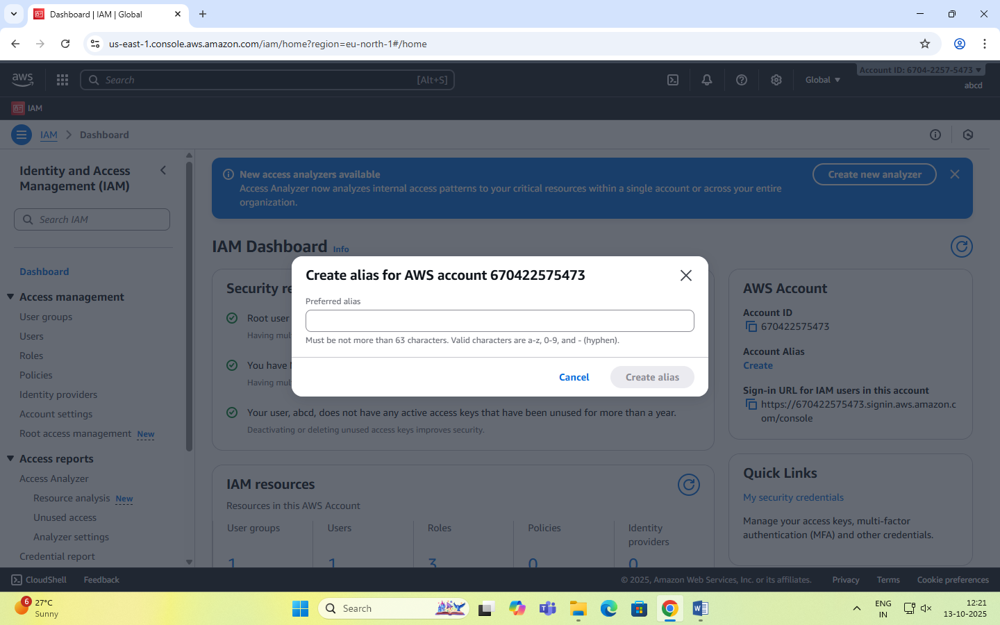 Dashboard | IAM | Global
us-east-1.console.aws.amazon.com/iam/home?region=eu-north-1#/home
aws
Search
[Alt+S]
Global
Account ID: 6704-2257-5473
abcd
IAM
IAM
Dashboard
Identity and Access
Management (IAM)
Search IAM
Dashboard
Access management
User groups
Users
Roles
Policies
Identity providers
Account settings
Root access management New
Access reports
Access Analyzer
Resource analysis New
Unused access
Analyzer settings
Credential report
New access analyzers available
Access Analyzer now analyzes internal access patterns to your critical resources within a single account or across your entire
organization.
Create new analyzer
IAM Dashboard Info
Security re
Root user
Having mul
You have
Having mul
Your user, abcd, does not have any active access keys that have been unused for more than a year.
Deactivating or deleting unused access keys improves security.
Create alias for AWS account 670422575473
Preferred alias
Must be not more than 63 characters. Valid characters are a-z, 0-9, and - (hyphen).
Cancel
Create alias
IAM resources
Resources in this AWS Account
User groups
Users
Roles
Policies
Identity
providers
1
1
3
0
0
AWS Account
Account ID
670422575473
Account Alias
Create
Sign-in URL for IAM users in this account
https://670422575473.signin.aws.amazon.c
om/console
Quick Links
My security credentials
Manage your access keys, multi-factor
authentication (MFA) and other credentials.
CloudShell
Feedback
© 2025, Amazon Web Services, Inc. or its affiliates.
Privacy
Terms
Cookie preferences
6
27°C
Sunny
Search
ENG
IN
12:21
13-10-2025